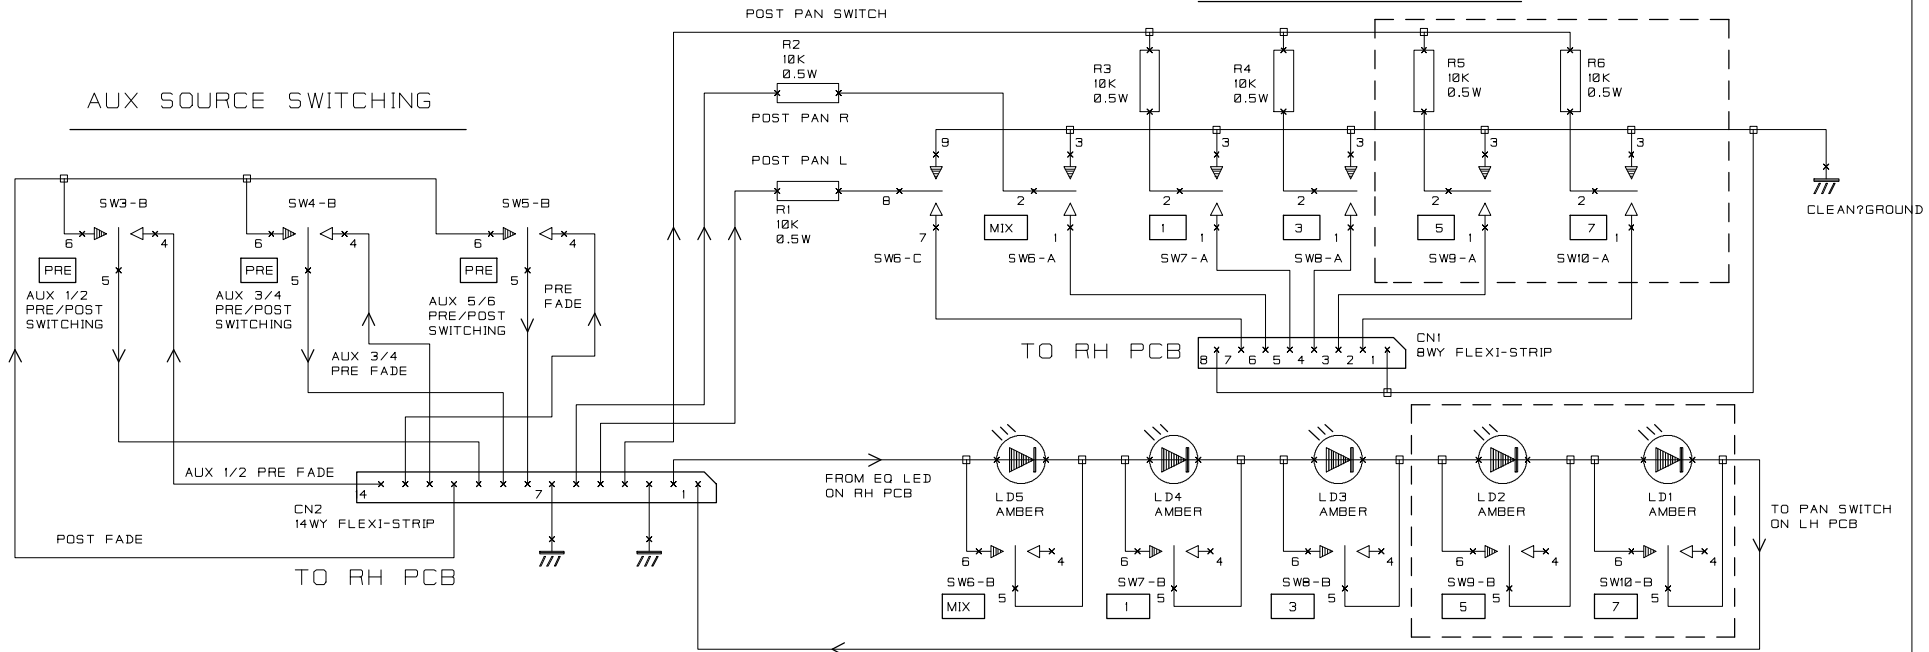 POST PAN SWITCH
AUX SOURCE SWITCHING
R2
10K
0.5W
POST PAN R
POST PAN L
R1
10K
0.5W
R3
10K
0.5W
R4
10K
0.5W
R5
10K
0.5W
R6
10K
0.5W
9
3
3
3
3
3
8
2
2
2
2
2
7
1
1
1
1
1
MIX
1
3
5
7
SW6-C
SW6-A
SW7-A
SW8-A
SW9-A
SW10-A
CLEAN?GROUND
SW3-B
SW4-B
SW5-B
6
4
6
4
6
4
PRE
5
PRE
5
PRE
5
AUX 1/2
PRE/POST
SWITCHING
AUX 3/4
PRE/POST
SWITCHING
AUX 5/6
PRE/POST
SWITCHING
PRE
FADE
AUX 3/4
PRE FADE
TO RH PCB
8 7 6 5 4 3 2 1
CN1
8WY FLEXI-STRIP
AUX 1/2 PRE FADE
4
7
1
CN2
14WY FLEXI-STRIP
POST FADE
TO RH PCB
FROM EQ LED
ON RH PCB
LD5
AMBER
LD4
AMBER
LD3
AMBER
LD2
AMBER
LD1
AMBER
TO PAN SWITCH
ON LH PCB
6
4
6
4
6
4
6
4
6
4
SW6-B
5
SW7-B
5
SW8-B
5
SW9-B
5
SW10-B
5
MIX
1
3
5
7